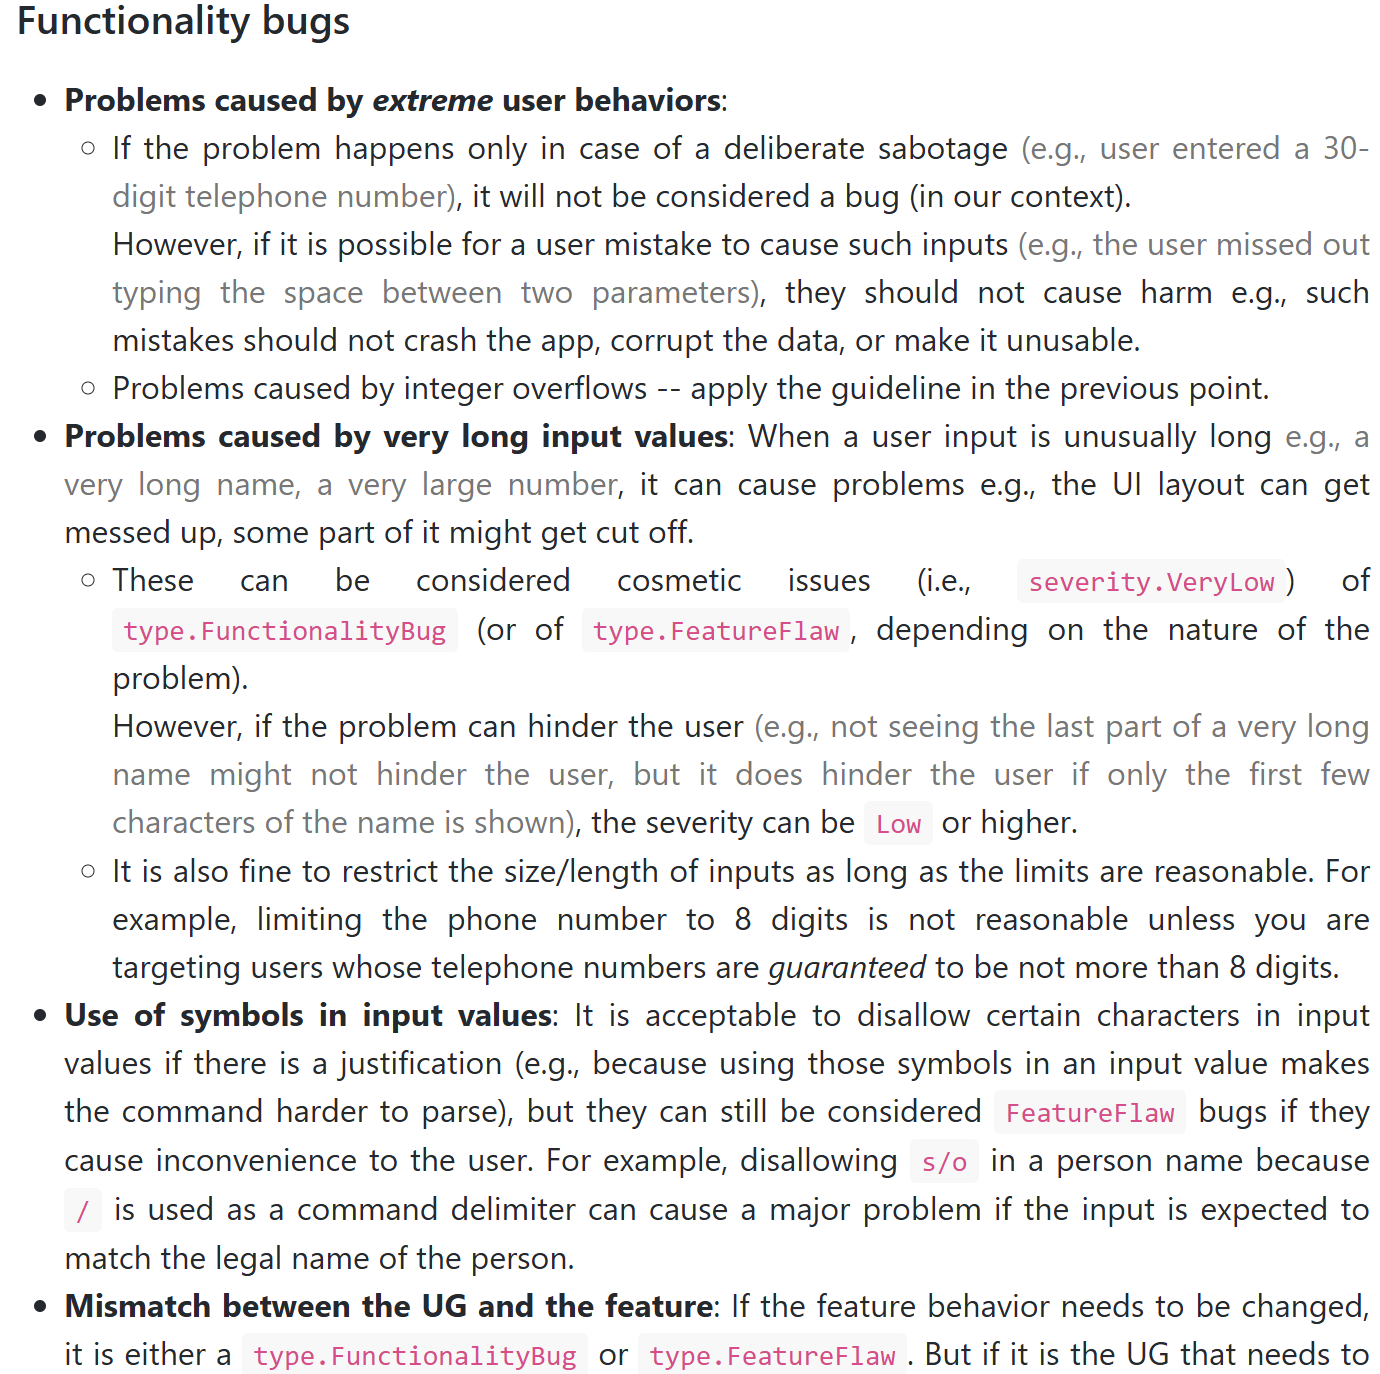 Functionality bugs
Problems caused by extreme user behaviors:
If the problem happens only in case of a deliberate sabotage (e.g., user entered a 30-
digit telephone number), it will not be considered a bug (in our context).
However, if it is possible for a user mistake to cause such inputs (e.g., the user missed out
typing the space between two parameters), they should not cause harm e.g., such
mistakes should not crash the app, corrupt the data, or make it unusable.
Problems caused by integer overflows -- apply the guideline in the previous point.
Problems caused by very long input values: When a user input is unusually long e.g., a
very long name, a very large number, it can cause problems e.g., the UI layout can get
messed up, some part of it might get cut off.
These can be considered cosmetic issues (i.e., severity.VeryLow) of
type.FunctionalityBug (or of type.FeatureFlaw, depending on the nature of the
problem).
However, if the problem can hinder the user (e.g., not seeing the last part of a very long
name might not hinder the user, but it does hinder the user if only the first few
characters of the name is shown), the severity can be Low or higher.
It is also fine to restrict the size/length of inputs as long as the limits are reasonable. For
example, limiting the phone number to 8 digits is not reasonable unless you are
targeting users whose telephone numbers are guaranteed to be not more than 8 digits.
Use of symbols in input values: It is acceptable to disallow certain characters in input
values if there is a justification (e.g., because using those symbols in an input value makes
the command harder to parse), but they can still be considered FeatureFlaw bugs if they
cause inconvenience to the user. For example, disallowing s/o in a person name because
/ is used as a command delimiter can cause a major problem if the input is expected to
match the legal name of the person.
Mismatch between the UG and the feature: If the feature behavior needs to be changed,
it is either a type.FunctionalityBug or type.FeatureFlaw. But if it is the UG that needs to